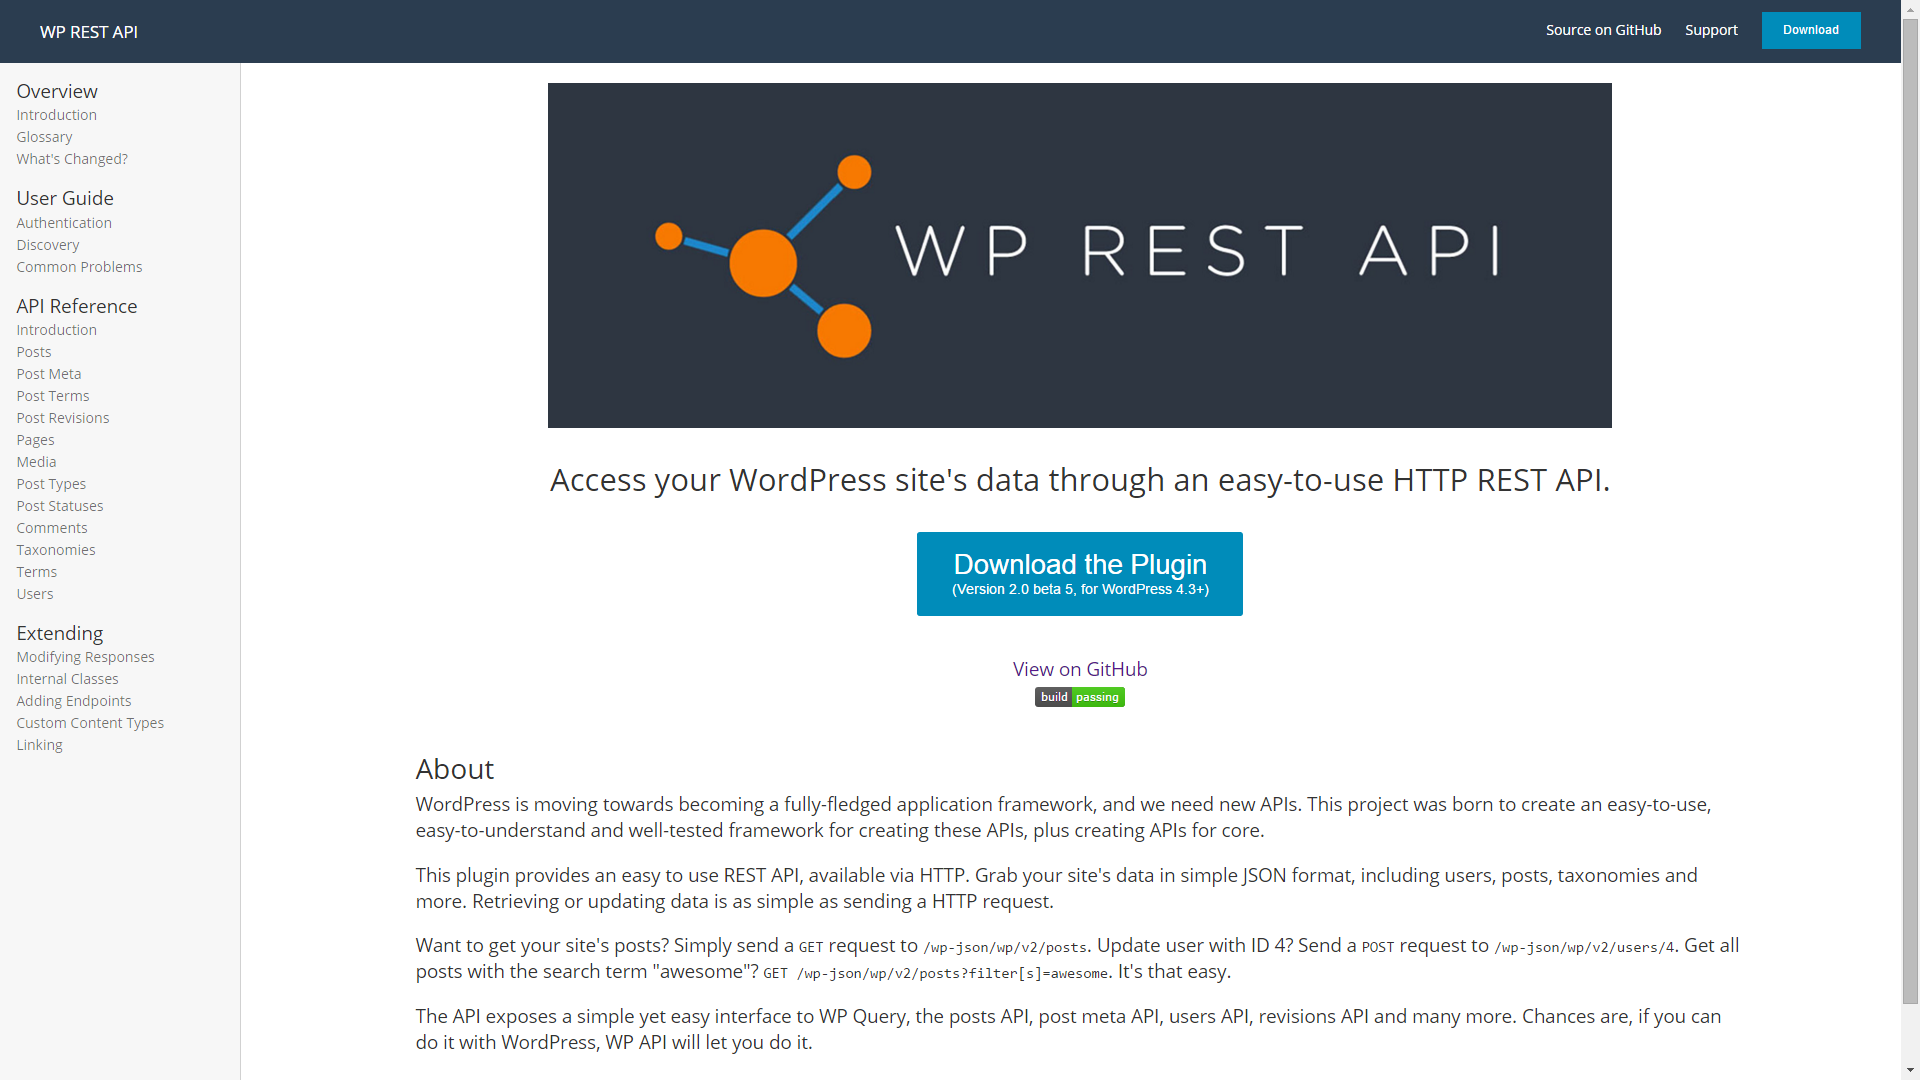 WP REST API
Source on GitHub
Support
Download
Overview
Introduction
Glossary
What's Changed?
User Guide
Authentication
Discovery
Common Problems
API Reference
Introduction
Posts
Post Meta
Post Terms
Post Revisions
Pages
Media
Post Types
Post Statuses
Comments
Taxonomies
Terms
Users
Extending
Modifying Responses
Internal Classes
Adding Endpoints
Custom Content Types
Linking
WP REST API
Access your WordPress site's data through an easy-to-use HTTP REST API.
Download the Plugin
(Version 2.0 beta 5, for WordPress 4.3+)
View on GitHub
build passing
About
WordPress is moving towards becoming a fully-fledged application framework, and we need new APIs. This project was born to create an easy-to-use,
easy-to-understand and well-tested framework for creating these APIs, plus creating APIs for core.
This plugin provides an easy to use REST API, available via HTTP. Grab your site's data in simple JSON format, including users, posts, taxonomies and
more. Retrieving or updating data is as simple as sending a HTTP request.
Want to get your site's posts? Simply send a GET request to /wp-json/wp/v2/posts. Update user with ID 4? Send a POST request to /wp-json/wp/v2/users/4. Get all
posts with the search term "awesome"? GET /wp-json/wp/v2/posts?filter[s]=awesome. It's that easy.
The API exposes a simple yet easy interface to WP Query, the posts API, post meta API, users API, revisions API and many more. Chances are, if you can
do it with WordPress, WP API will let you do it.